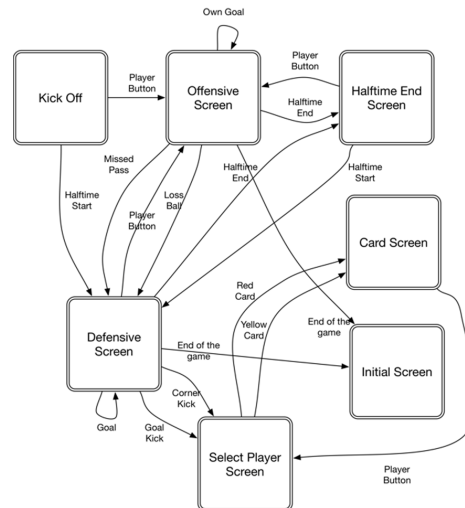 Own Goal
Kick Off
Player
Button
Offensive
Screen
Player
Button
Halftime
End
Halftime End
Screen
Missed
Pass
Halftime
End
Halftime
Start
Halftime
Start
Player
Button
Loss
Ball
Card Screen
Red
Card
Yellow
Card
End of the
game
Defensive
Screen
End of the
game
Initial Screen
Corner
Kick
Goal
Goal
Kick
Select Player
Screen
Player
Button